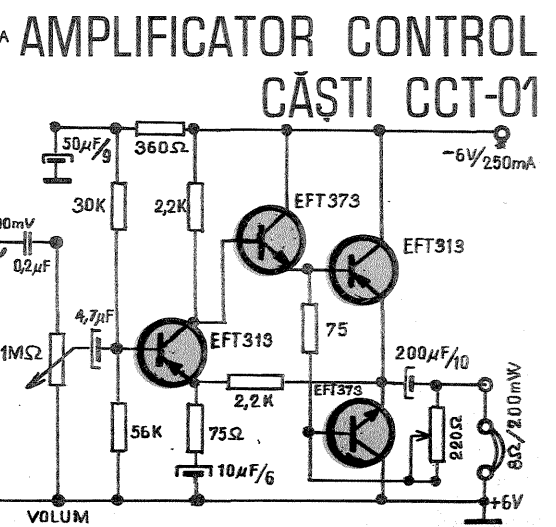 A AMPLIFICATOR CONTROL
CĂȘTI CCT-01
50µF/9
360Ω
-6V/250mA
30K
2,2K
EFT373
EFT313
0,2µF
4,7µF
1MΩ
EFT313
75
200µF/10
2,2K
EFT373
56K
75Ω
220Ω
8Ω/200mW
10µF/6
VOLUM
+6V